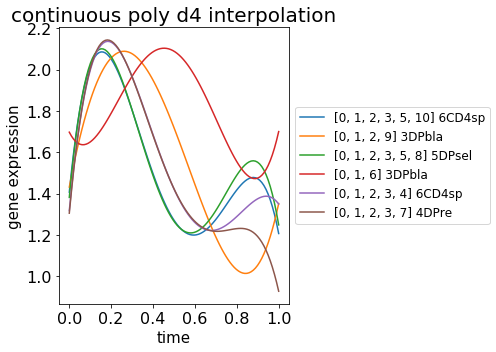 continuous poly d4 interpolation
gene expression
2.2
2.0
1.8
1.6
1.4
1.2
1.0
0.0 0.2 0.4 0.6 0.8 1.0
time
[0, 1, 2, 3, 5, 10] 6CD4sp
[0, 1, 2, 9] 3DPbla
[0, 1, 2, 3, 5, 8] 5DPsel
[0, 1, 6] 3DPbla
[0, 1, 2, 3, 4] 6CD4sp
[0, 1, 2, 3, 7] 4DPre